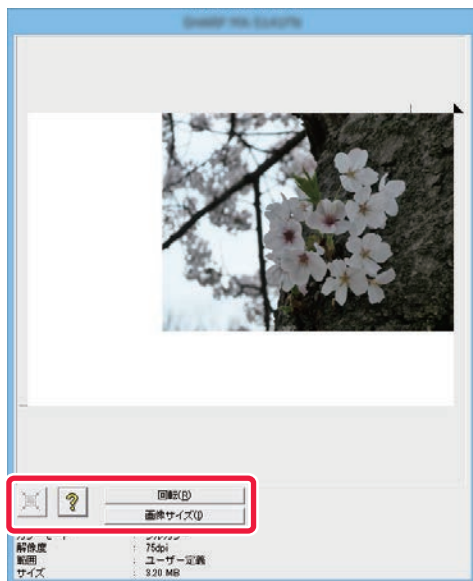 ?
回転(R)
画像サイズ(I)
解像度 : 75dpi
範囲 : ユーザー定義
サイズ : 3.20 MB